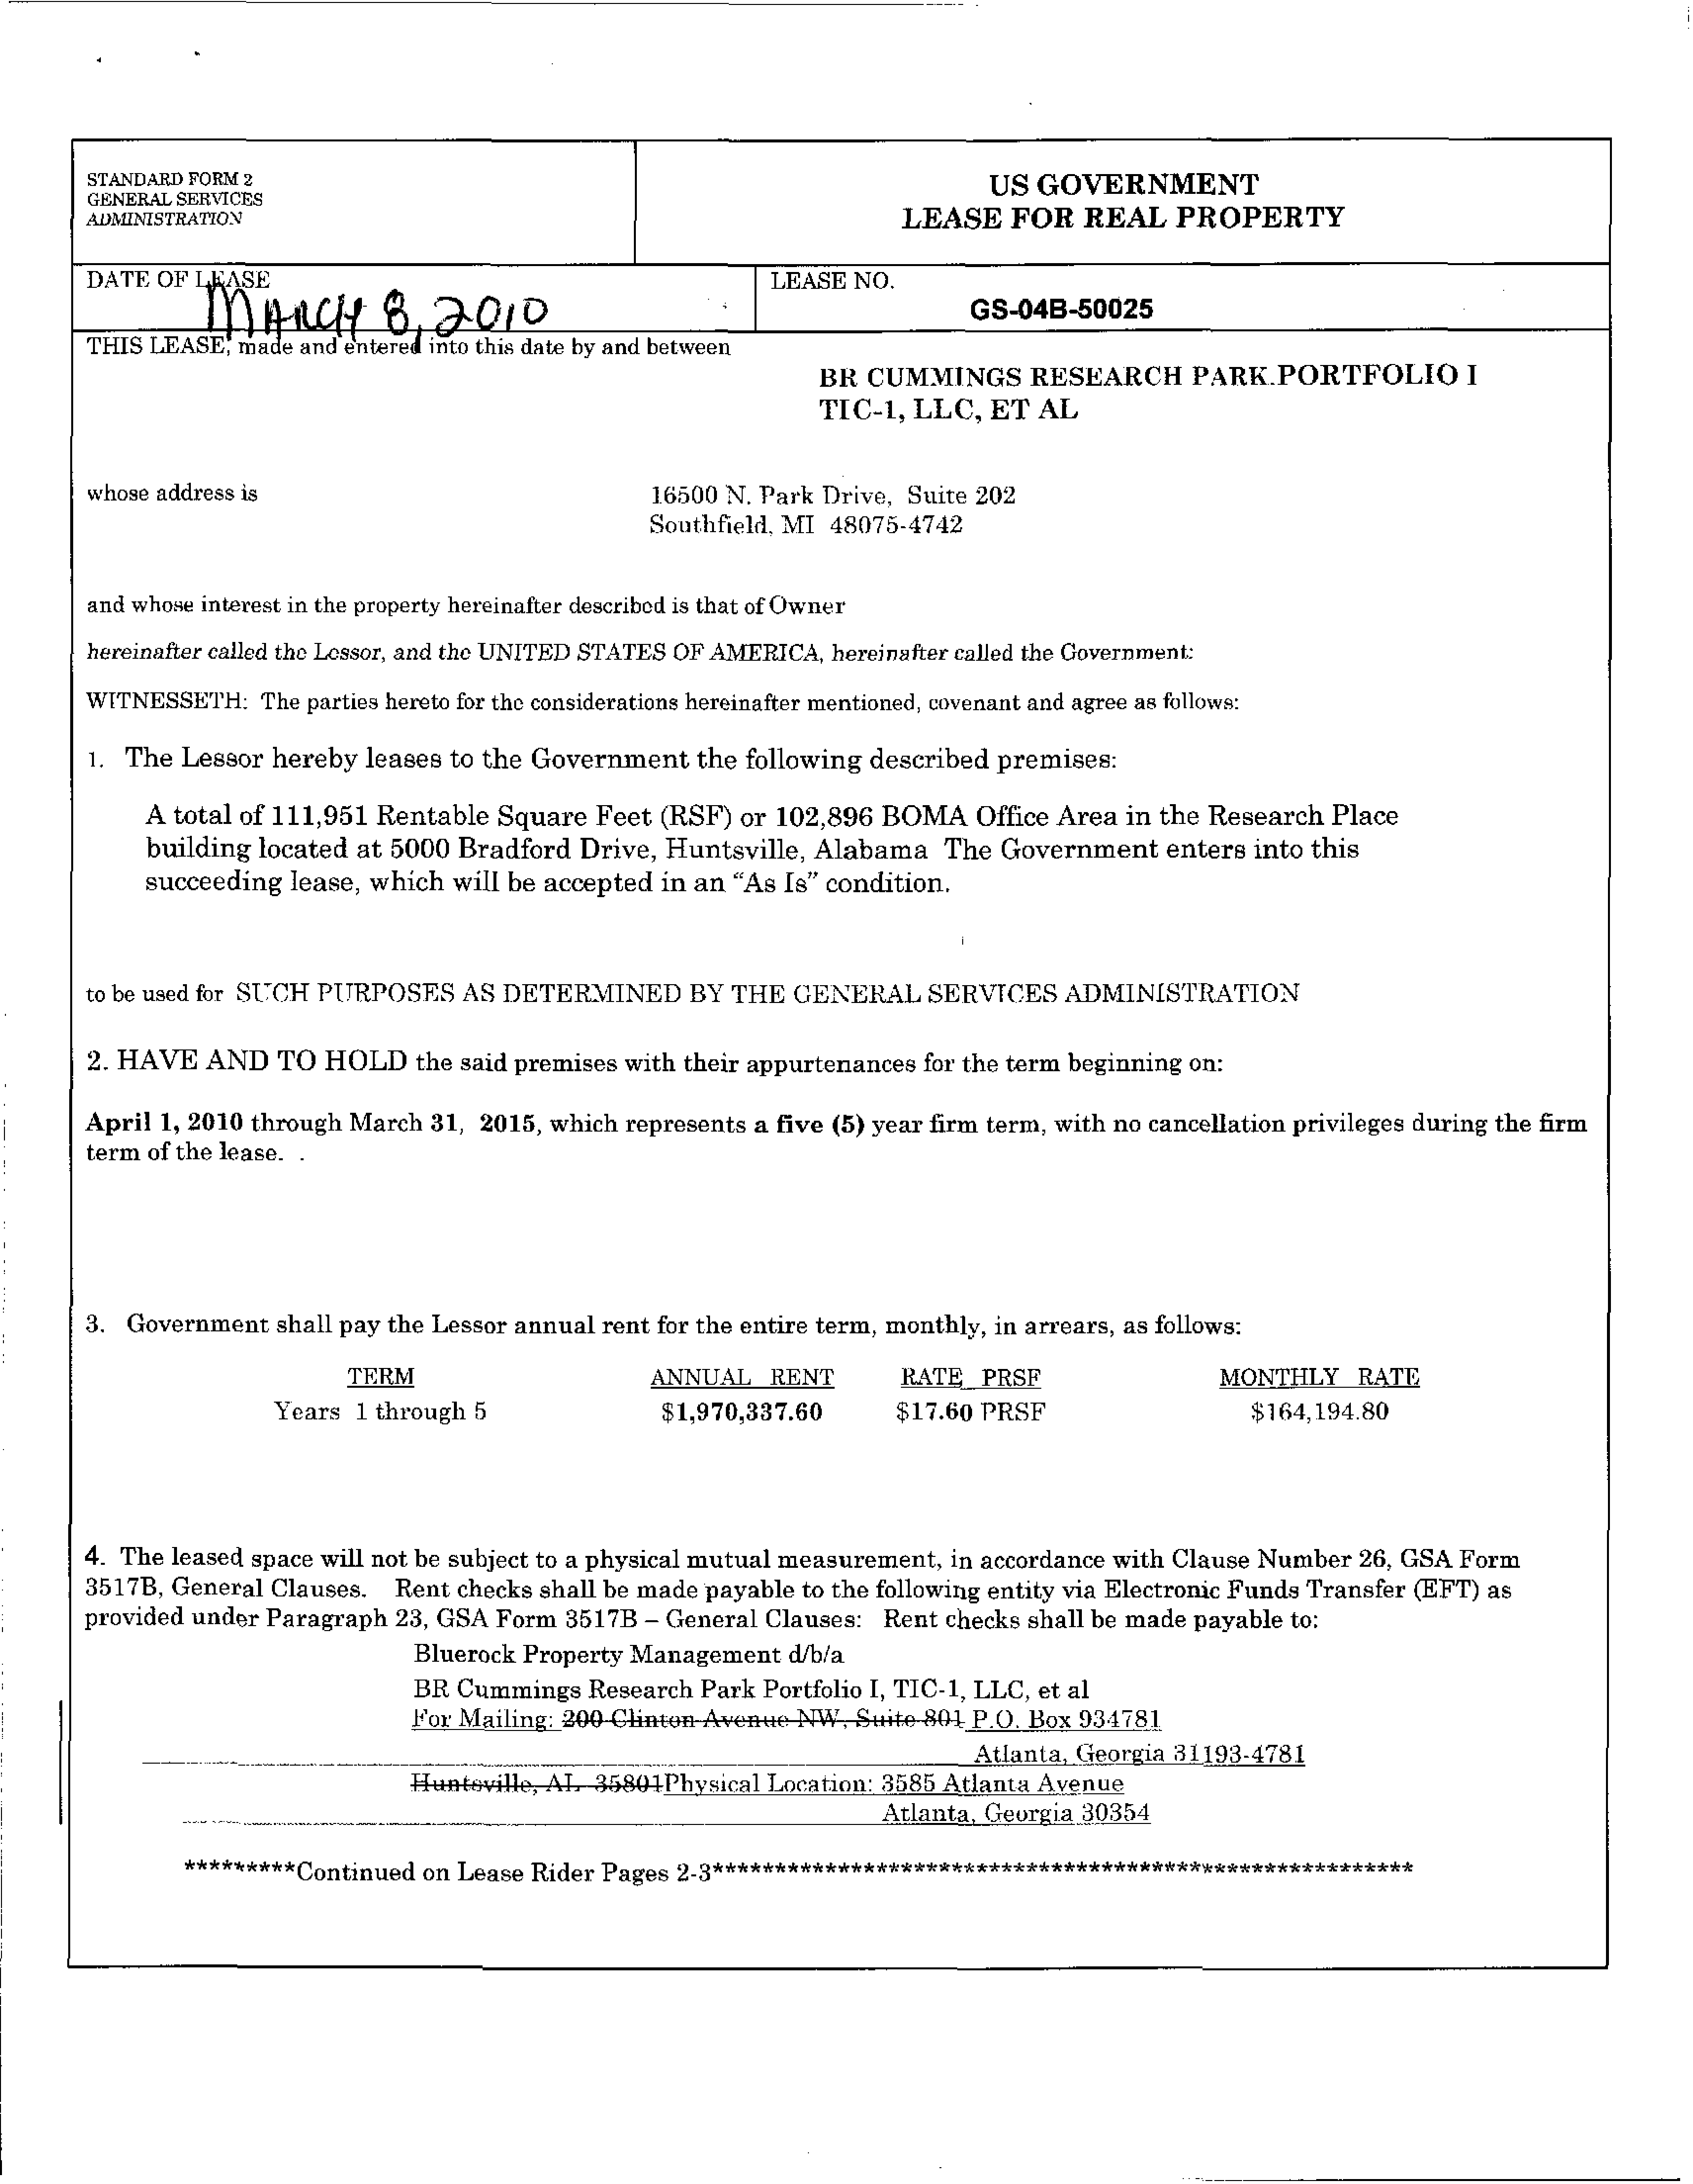 STANDARD FORM 2
GENERAL SERVICES
ADMINISTRATION
US GOVERNMENT
LEASE FOR REAL PROPERTY
DATE OF LEASE
MARCH 8, 2010
LEASE NO.
GS-04B-50025
THIS LEASE, made and entered into this date by and between
BR CUMMINGS RESEARCH PARK.PORTFOLIO I
TIC-1, LLC, ET AL
whose address is
16500 N. Park Drive, Suite 202
Southfield, MI 48075-4742
and whose interest in the property hereinafter described is that of Owner
hereinafter called the Lessor, and the UNITED STATES OF AMERICA, hereinafter called the Government:
WITNESSETH: The parties hereto for the considerations hereinafter mentioned, covenant and agree as follows:
1. The Lessor hereby leases to the Government the following described premises:
A total of 111,951 Rentable Square Feet (RSF) or 102,896 BOMA Office Area in the Research Place
building located at 5000 Bradford Drive, Huntsville, Alabama The Government enters into this
succeeding lease, which will be accepted in an “As Is” condition.
to be used for SUCH PURPOSES AS DETERMINED BY THE GENERAL SERVICES ADMINISTRATION
2. HAVE AND TO HOLD the said premises with their appurtenances for the term beginning on:
April 1, 2010 through March 31, 2015, which represents a five (5) year firm term, with no cancellation privileges during the firm
term of the lease. .
3. Government shall pay the Lessor annual rent for the entire term, monthly, in arrears, as follows:
TERM ANNUAL RENT RATE PRSF MONTHLY RATE
Years 1 through 5 $1,970,337.60 $17.60 PRSF $164,194.80
4. The leased space will not be subject to a physical mutual measurement, in accordance with Clause Number 26, GSA Form
3517B, General Clauses. Rent checks shall be made payable to the following entity via Electronic Funds Transfer (EFT) as
provided under Paragraph 23, GSA Form 3517B – General Clauses: Rent checks shall be made payable to:
Bluerock Property Management d/b/a
BR Cummings Research Park Portfolio I, TIC-1, LLC, et al
For Mailing: 200 Clinton Avenue NW, Suite 801 P.O. Box 934781
Atlanta, Georgia 31193-4781
Huntsville, AL 35801Physical Location: 3585 Atlanta Avenue
Atlanta, Georgia 30354
*********Continued on Lease Rider Pages 2-3*********************************************************